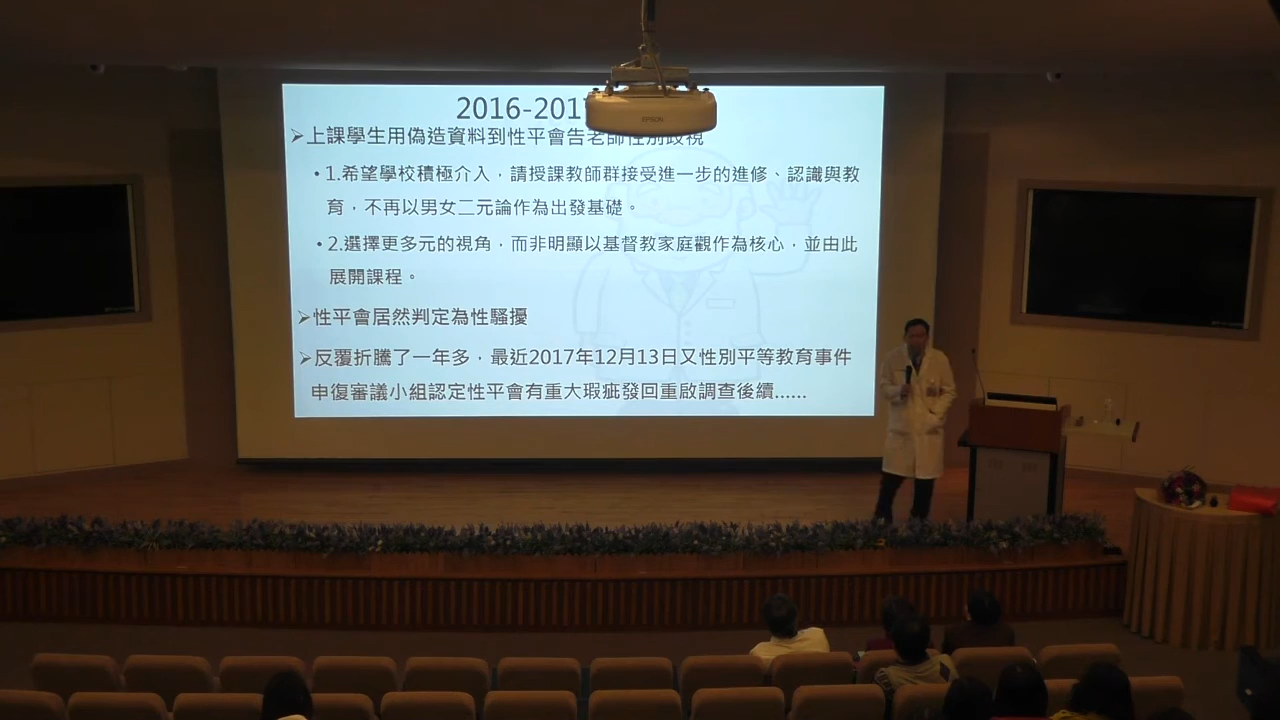 2016-2017
➢上課學生用偽造資料到性平會告老師性別歧視
•1.希望學校積極介入，請授課教師群接受進一步的進修、認識與教
育，不再以男女二元論作為出發基礎。
•2.選擇更多元的視角，而非明顯以基督教家庭觀作為核心，並由此
展開課程。
➢性平會居然判定為性騷擾
➢反覆折騰了一年多，最近2017年12月13日又性別平等教育事件
申復審議小組認定性平會有重大瑕疵發回重啟調查後續......
EPSON